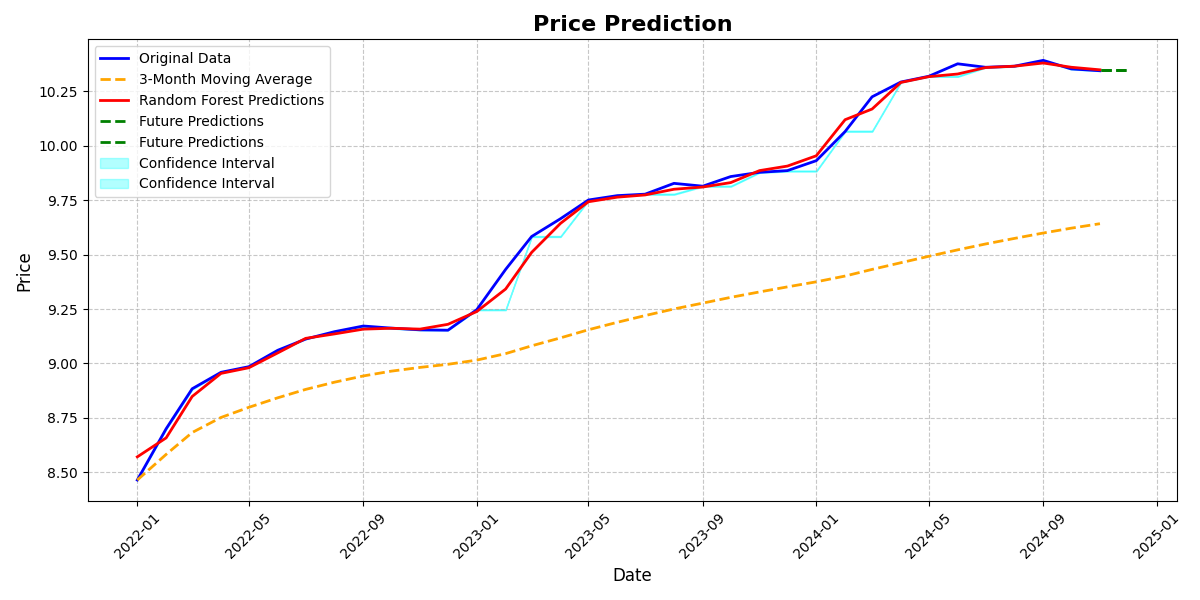 Price Prediction
Original Data
3-Month Moving Average
Random Forest Predictions
Future Predictions
Future Predictions
Confidence Interval
Confidence Interval
Price
10.25
10.00
9.75
9.50
9.25
9.00
8.75
8.50
2022-01
2022-05
2022-09
2023-01
2023-05
2023-09
2024-01
2024-05
2024-09
2025-01
Date